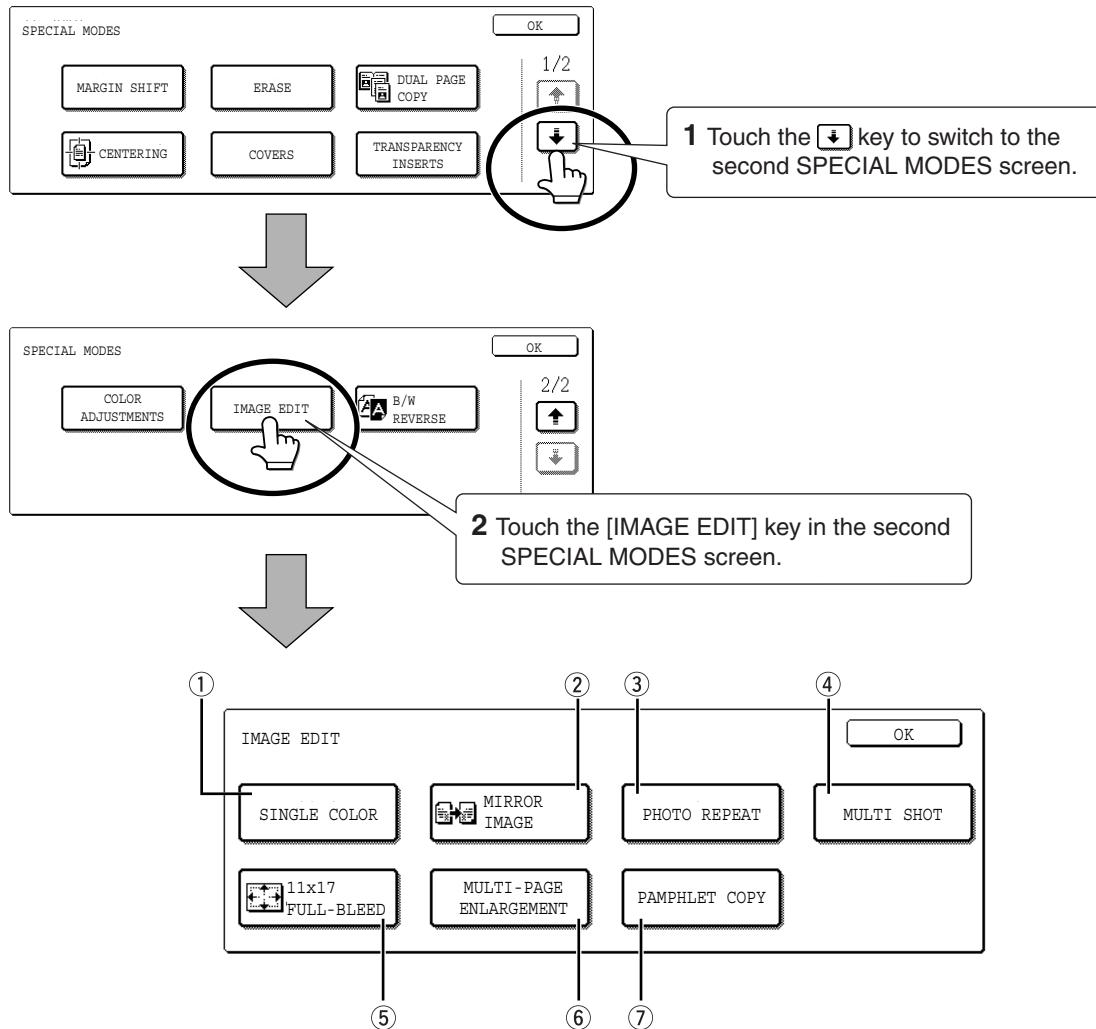 SPECIAL MODES
OK
1/2
MARGIN SHIFT
ERASE
DUAL PAGE
COPY
CENTERING
COVERS
TRANSPARENCY
INSERTS
1 Touch the key to switch to the
second SPECIAL MODES screen.
SPECIAL MODES
OK
2/2
COLOR
ADJUSTMENTS
IMAGE EDIT
B/W
REVERSE
2 Touch the [IMAGE EDIT] key in the second
SPECIAL MODES screen.
① ② ③ ④
IMAGE EDIT
OK
SINGLE COLOR
MIRROR
IMAGE
PHOTO REPEAT
MULTI SHOT
11x17
FULL-BLEED
MULTI-PAGE
ENLARGEMENT
PAMPHLET COPY
⑤ ⑥ ⑦